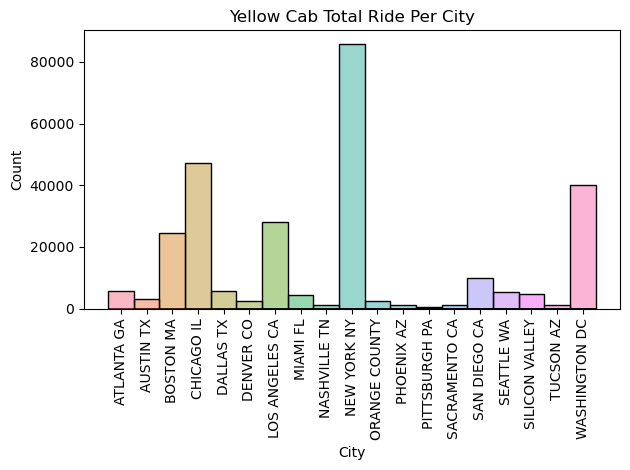 Yellow Cab Total Ride Per City
Count
80000
60000
40000
20000
0
ATLANTA GA
AUSTIN TX
BOSTON MA
CHICAGO IL
DALLAS TX
DENVER CO
LOS ANGELES CA
MIAMI FL
NASHVILLE TN
NEW YORK NY
ORANGE COUNTY
PHOENIX AZ
PITTSBURGH PA
SACRAMENTO CA
SAN DIEGO CA
SEATTLE WA
SILICON VALLEY
TUCSON AZ
WASHINGTON DC
City